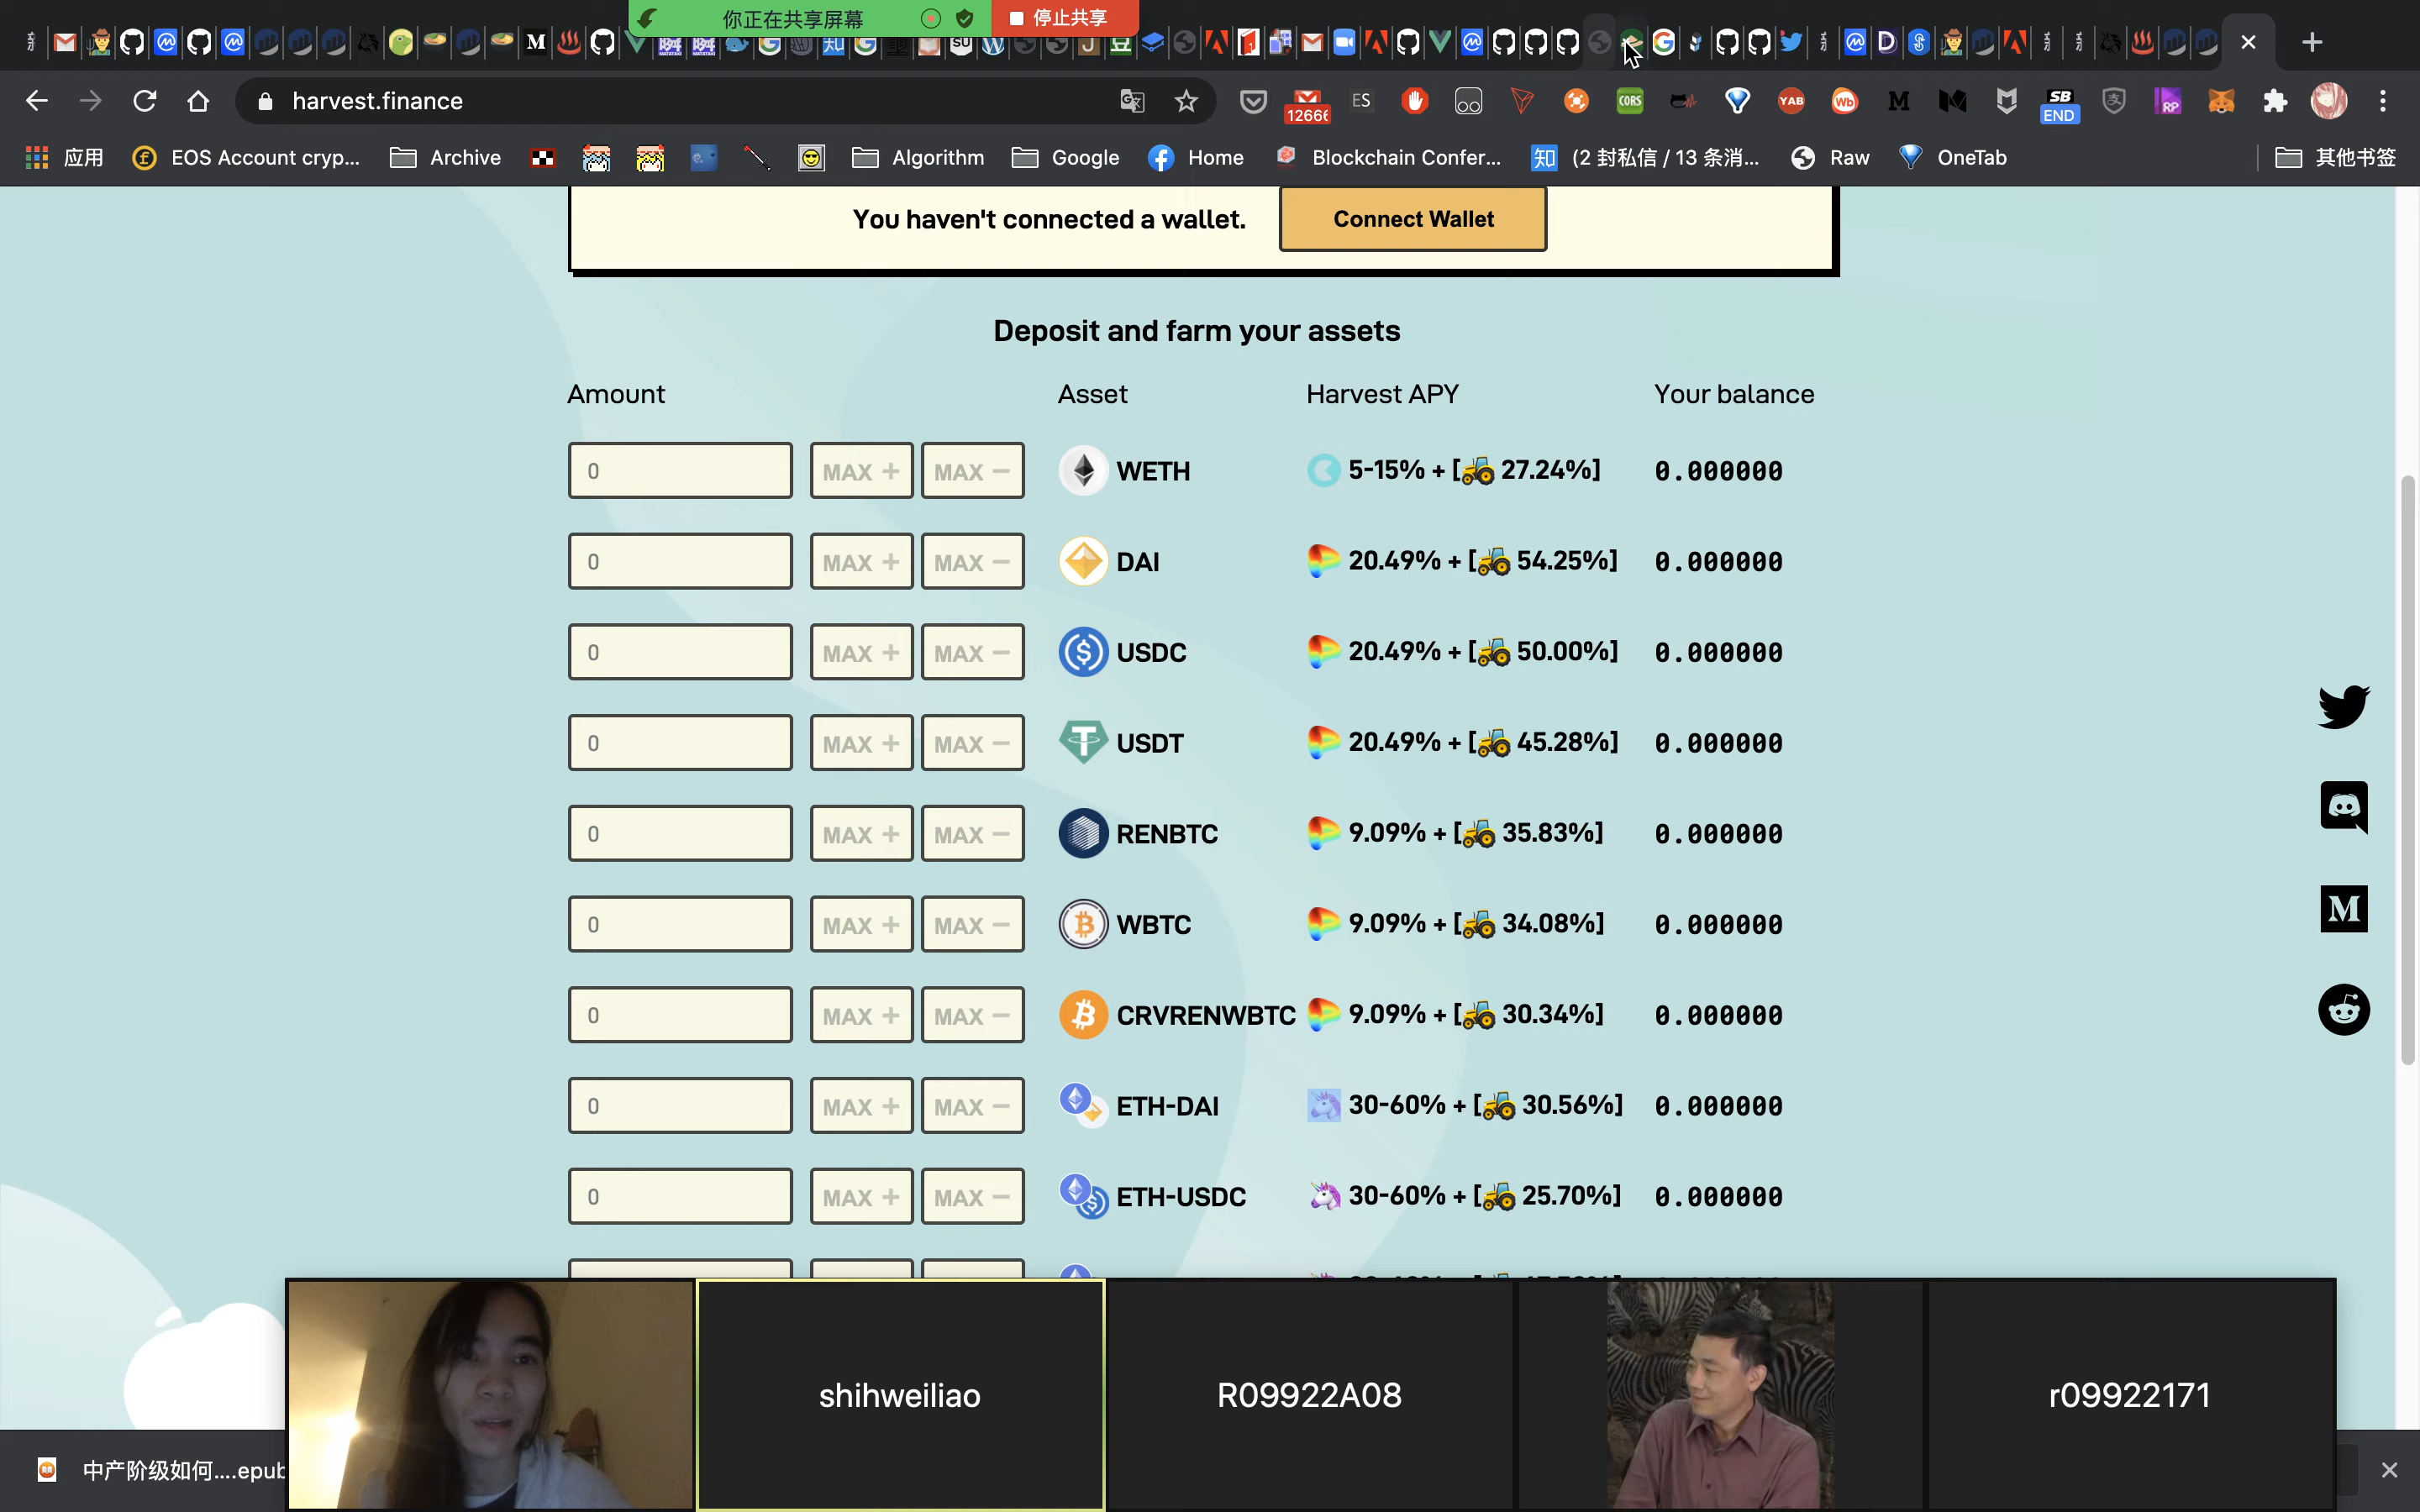 你正在共享屏幕 停止共享
harvest.finance
12666 ES CORS YAB Wb M SB END RP
应用 EOS Account cryp... Archive Algorithm Google Home Blockchain Confer... 知 (2 封私信 / 13 条消... Raw OneTab 其他书签
You haven't connected a wallet. Connect Wallet
Deposit and farm your assets
Amount Asset Harvest APY Your balance
0 MAX + MAX − WETH 5-15% + [🚜 27.24%] 0.000000
0 MAX + MAX − DAI 20.49% + [🚜 54.25%] 0.000000
0 MAX + MAX − USDC 20.49% + [🚜 50.00%] 0.000000
0 MAX + MAX − USDT 20.49% + [🚜 45.28%] 0.000000
0 MAX + MAX − RENBTC 9.09% + [🚜 35.83%] 0.000000
0 MAX + MAX − WBTC 9.09% + [🚜 34.08%] 0.000000
0 MAX + MAX − CRVRENWBTC 9.09% + [🚜 30.34%] 0.000000
0 MAX + MAX − ETH-DAI 30-60% + [🚜 30.56%] 0.000000
0 MAX + MAX − ETH-USDC 30-60% + [🚜 25.70%] 0.000000
shihweiliao R09922A08 r09922171
中产阶级如何....epub